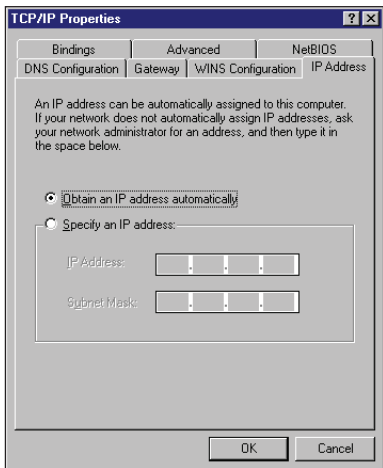 TCP/IP Properties
Bindings Advanced NetBIOS
DNS Configuration Gateway WINS Configuration IP Address
An IP address can be automatically assigned to this computer.
If your network does not automatically assign IP addresses, ask
your network administrator for an address, and then type it in
the space below.
Obtain an IP address automatically
Specify an IP address:
IP Address:
Subnet Mask:
OK Cancel